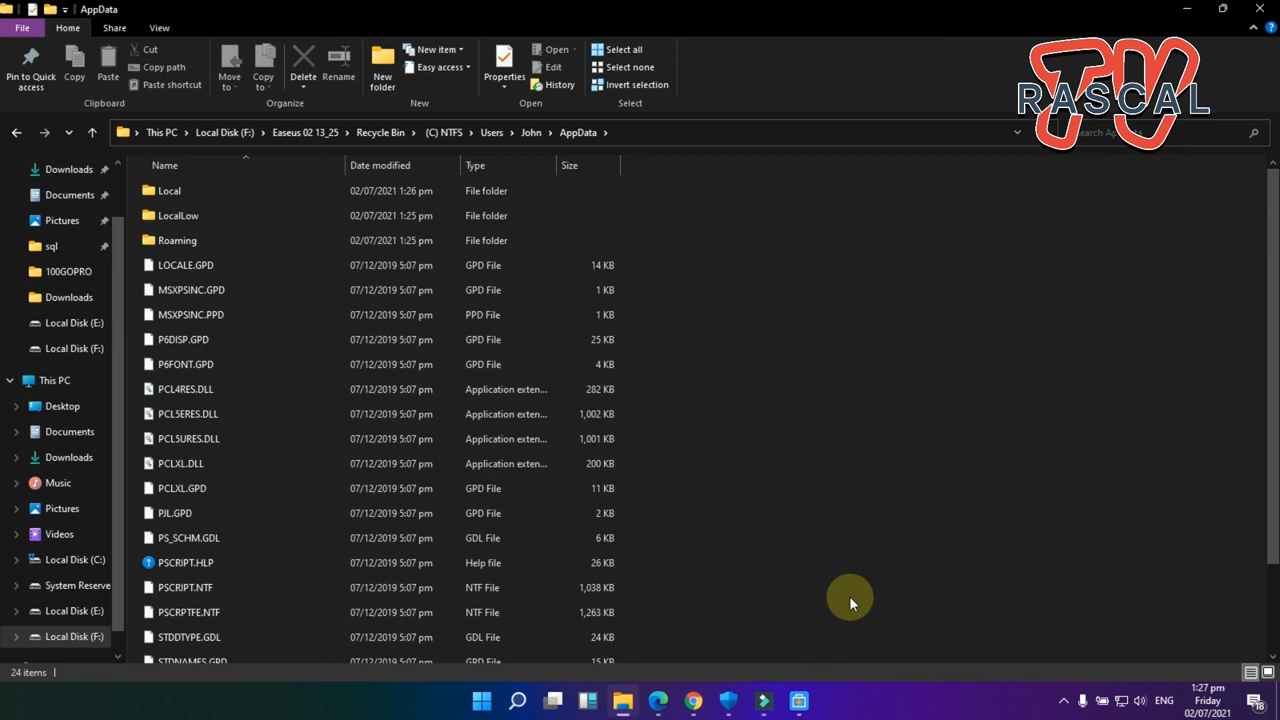 AppData
File Home Share View
Pin to Quick access
Copy
Paste
Cut
Copy path
Paste shortcut
Clipboard
Move to
Copy to
Delete
Rename
Organize
New folder
New item
Easy access
New
Properties
Open
Edit
History
Open
Select all
Select none
Invert selection
Select
TV
RASCAL
This PC › Local Disk (F:) › Easeus 02 13_25 › Recycle Bin › (C) NTFS › Users › John › AppData ›
Downloads
Documents
Pictures
sql
100GOPRO
Downloads
Local Disk (E:)
Local Disk (F:)
This PC
Desktop
Documents
Downloads
Music
Pictures
Videos
Local Disk (C:)
System Reserve
Local Disk (E:)
Local Disk (F:)
Name Date modified Type Size
Local 02/07/2021 1:26 pm File folder
LocalLow 02/07/2021 1:25 pm File folder
Roaming 02/07/2021 1:25 pm File folder
LOCALE.GPD 07/12/2019 5:07 pm GPD File 14 KB
MSXPSINC.GPD 07/12/2019 5:07 pm GPD File 1 KB
MSXPSINC.PPD 07/12/2019 5:07 pm PPD File 1 KB
P6DISP.GPD 07/12/2019 5:07 pm GPD File 25 KB
P6FONT.GPD 07/12/2019 5:07 pm GPD File 4 KB
PCL4RES.DLL 07/12/2019 5:07 pm Application exten... 282 KB
PCL5ERES.DLL 07/12/2019 5:07 pm Application exten... 1,002 KB
PCL5URES.DLL 07/12/2019 5:07 pm Application exten... 1,001 KB
PCLXL.DLL 07/12/2019 5:07 pm Application exten... 200 KB
PCLXL.GPD 07/12/2019 5:07 pm GPD File 11 KB
PJL.GPD 07/12/2019 5:07 pm GPD File 2 KB
PS_SCHM.GDL 07/12/2019 5:07 pm GDL File 6 KB
PSCRIPT.HLP 07/12/2019 5:07 pm Help file 26 KB
PSCRIPT.NTF 07/12/2019 5:07 pm NTF File 1,038 KB
PSCRPTFE.NTF 07/12/2019 5:07 pm NTF File 1,263 KB
STDDTYPE.GDL 07/12/2019 5:07 pm GDL File 24 KB
STDNAMES.GPD 07/12/2019 5:07 pm GPD File 15 KB
24 items
ENG
1:27 pm
Friday
02/07/2021
18